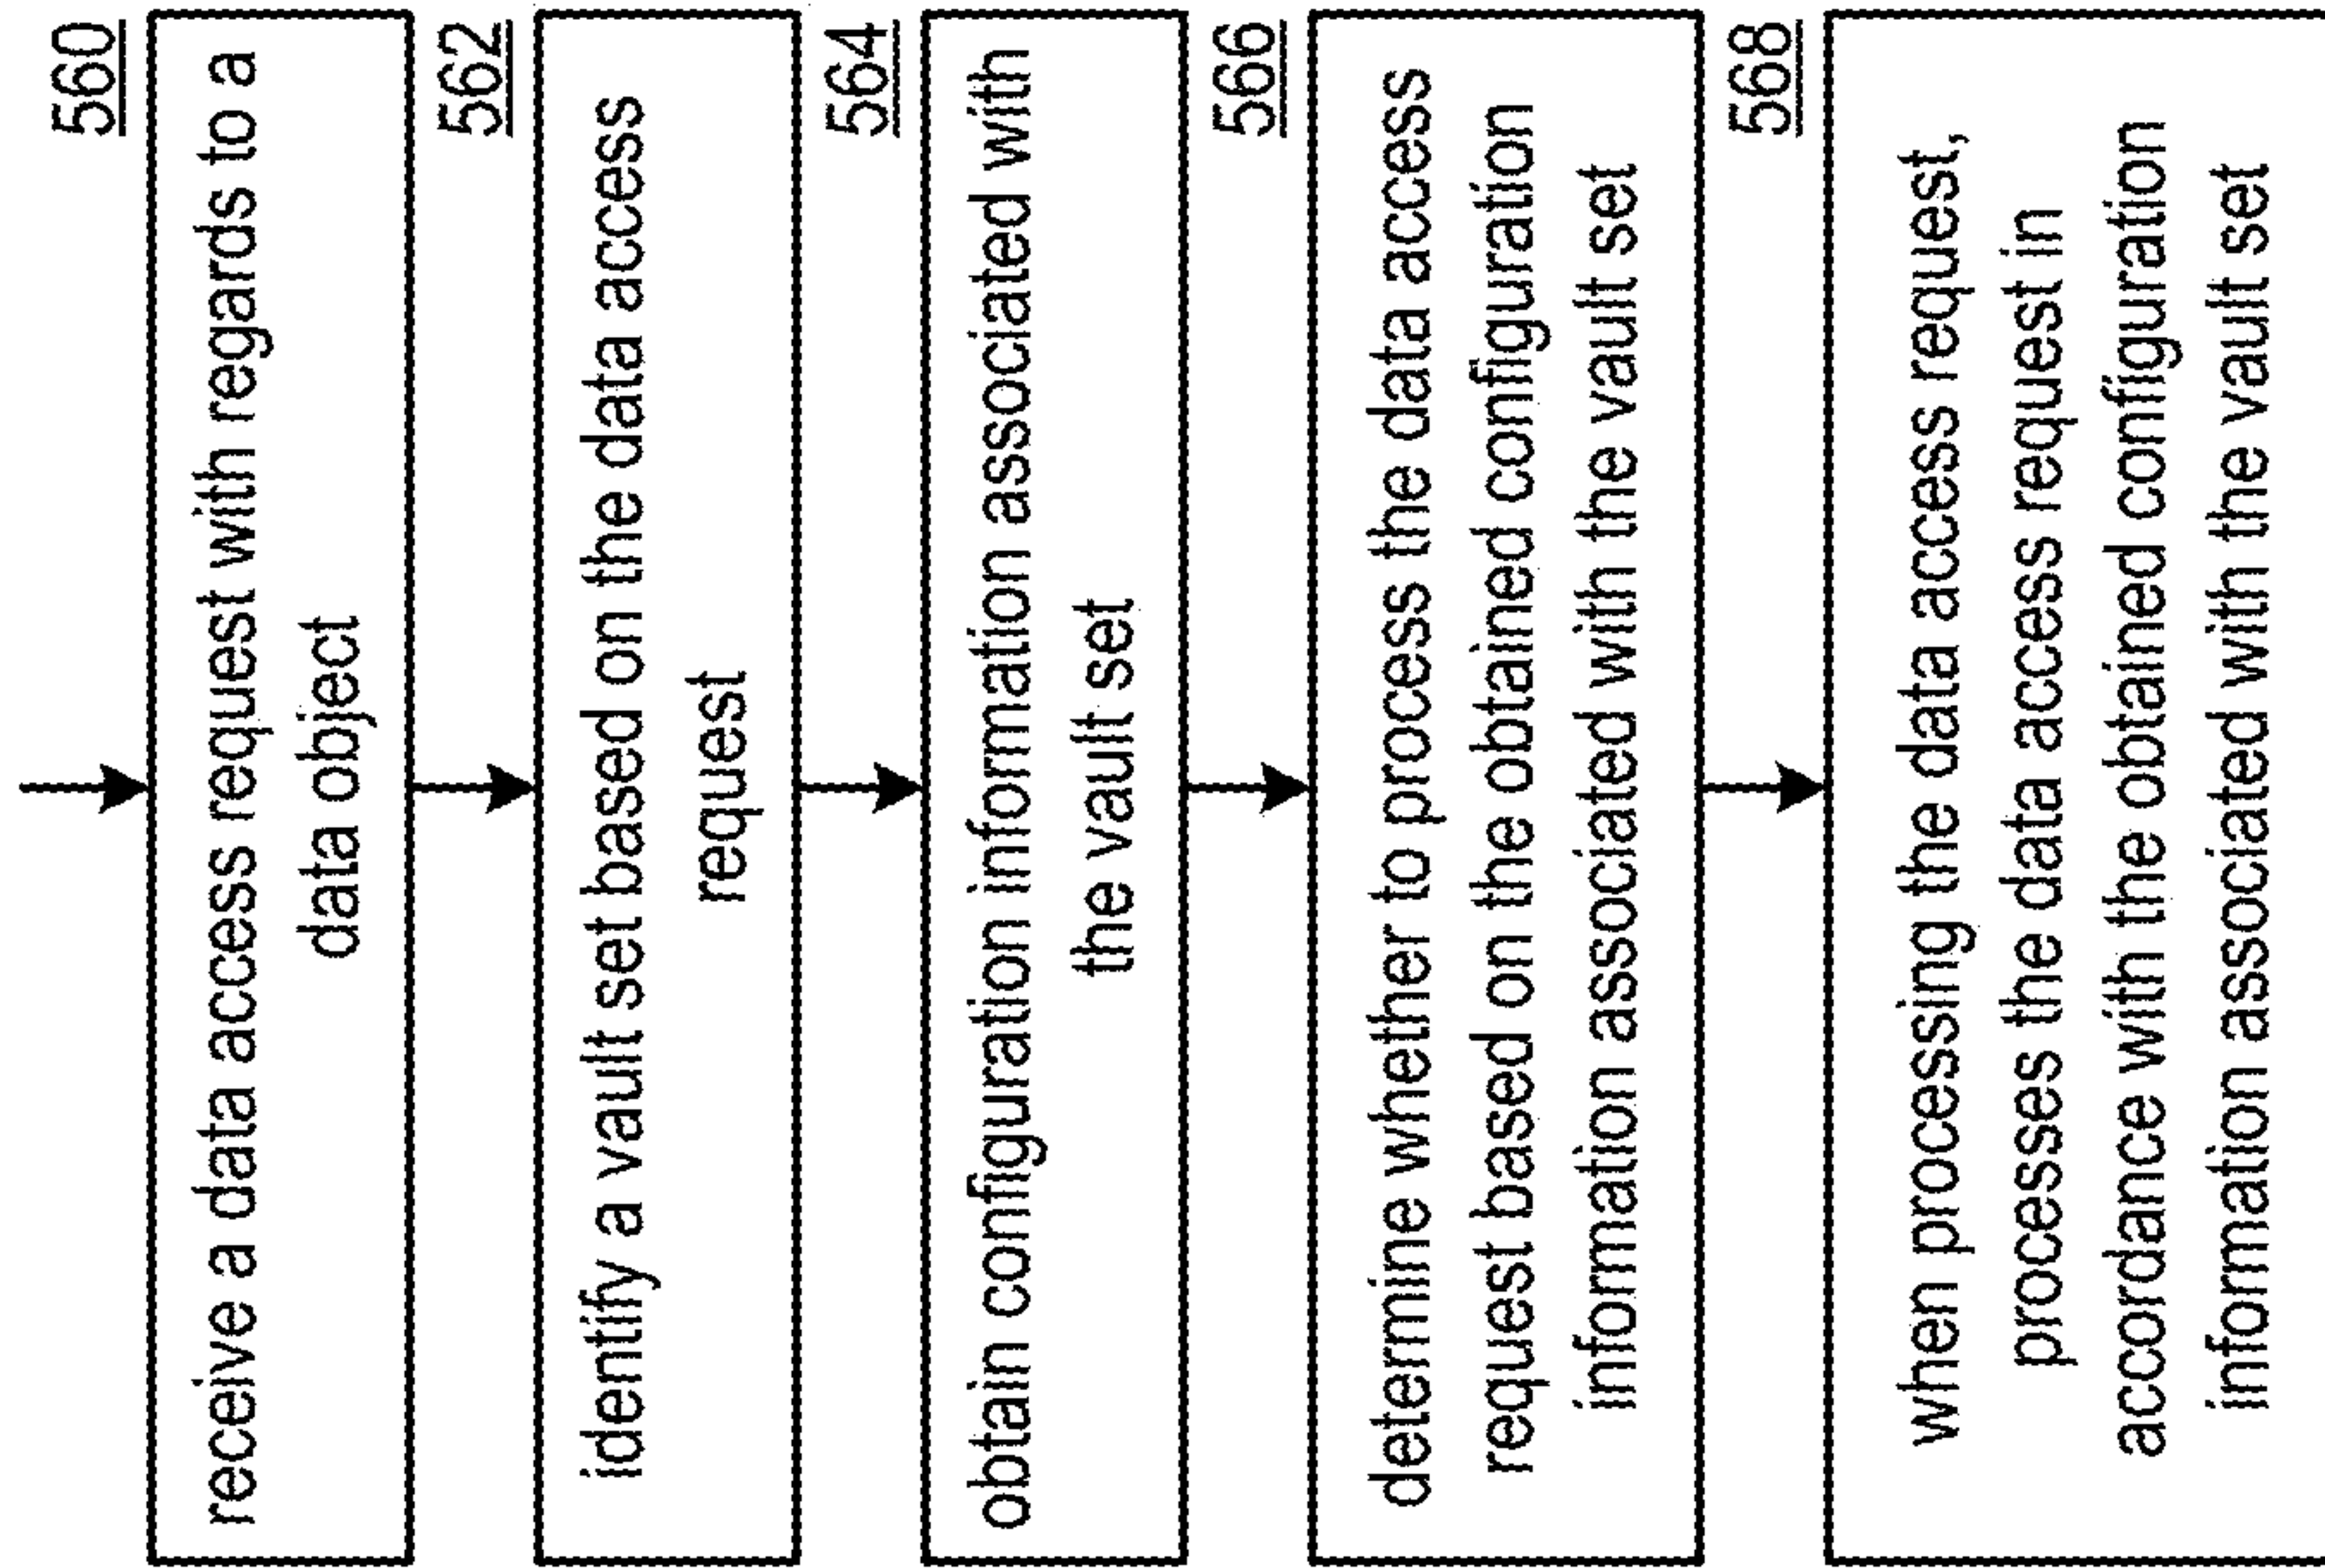 560
receive a data access request with regards to a
data object
562
identify a vault set based on the data access
request
564
obtain configuration information associated with
the vault set
566
determine whether to process the data access
request based on the obtained configuration
information associated with the vault set
568
when processing the data access request,
processes the data access request in
accordance with the obtained configuration
information associated with the vault set